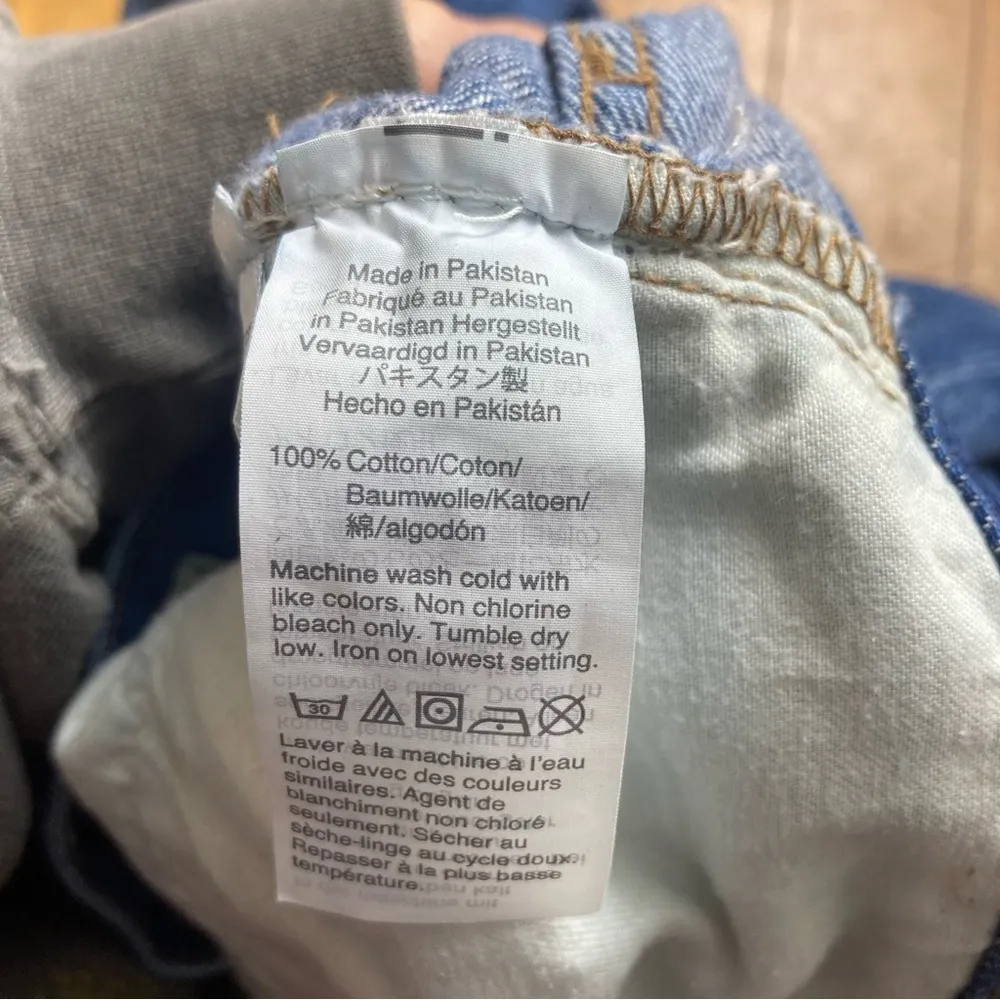 Made in Pakistan
Fabriqué au Pakistan
in Pakistan Hergestellt
Vervaardigd in Pakistan
パキスタン製
Hecho en Pakistán
100% Cotton/Coton/
Baumwolle/Katoen/
綿/algodón
Machine wash cold with
like colors. Non chlorine
bleach only. Tumble dry
low. Iron on lowest setting.
30
Laver à la machine à l'eau
froide avec des couleurs
similaires. Agent de
blanchiment non chloré
seulement. Sécher au
sèche-linge au cycle doux.
Repasser à la plus basse
température.